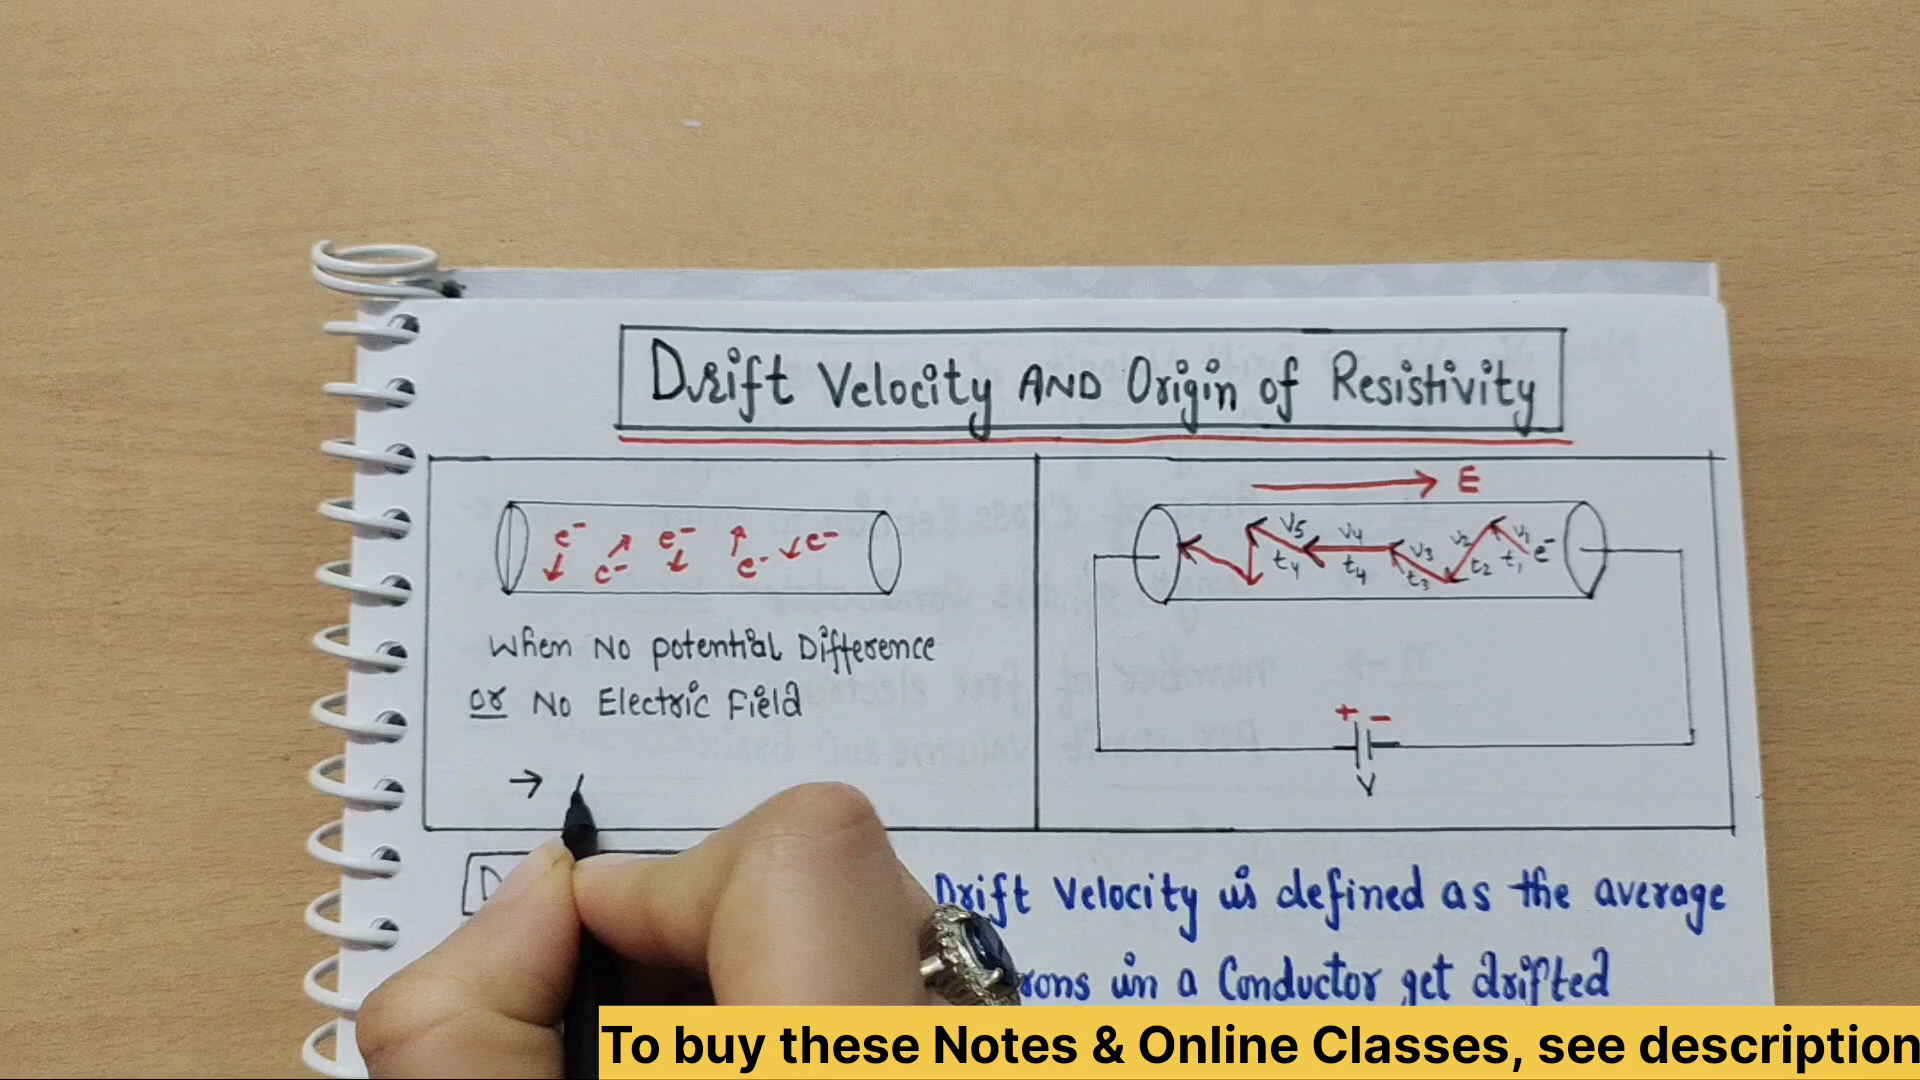 Drift Velocity AND Origin of Resistivity
e⁻ e⁻ e⁻ e⁻ e⁻
When No potential Difference
or No Electric Field
→
E
V5 V4 V3 V2 V1 e⁻
t4 t4 t3 t2 t1
+ −
V
Drift Velocity is defined as the average
in a Conductor get drifted
To buy these Notes & Online Classes, see description